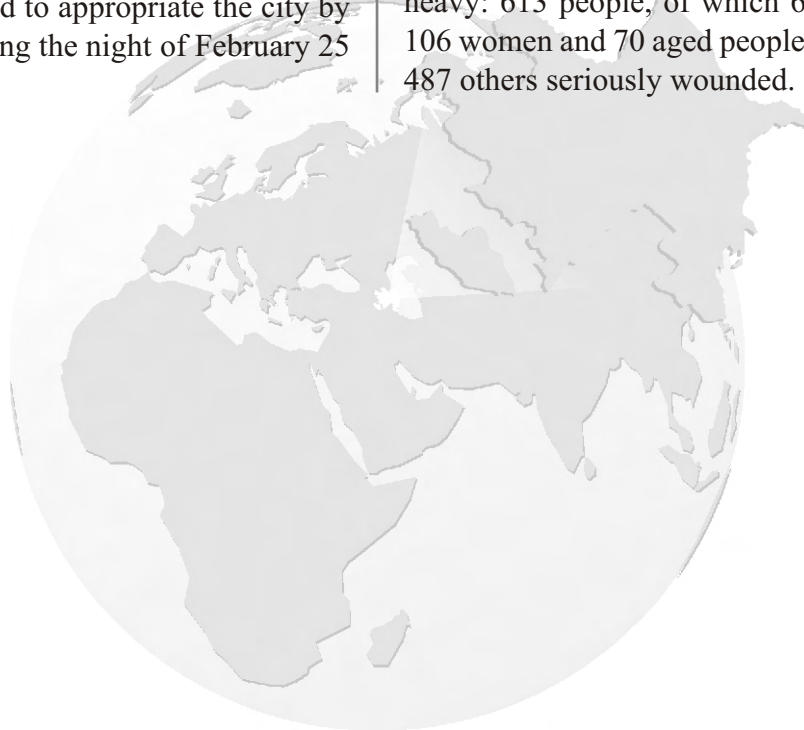 d to appropriate the city by
ng the night of February 25
heavy: 613 people, of which 6
106 women and 70 aged people
487 others seriously wounded.